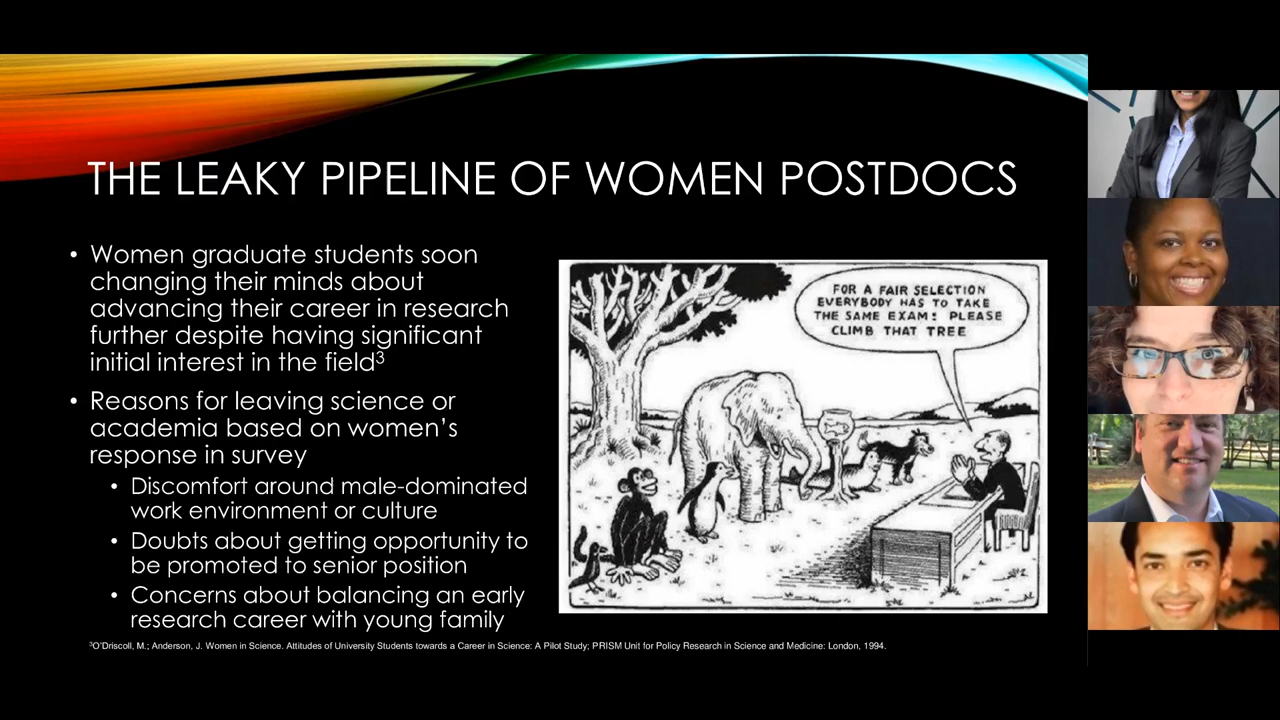 THE LEAKY PIPELINE OF WOMEN POSTDOCS
• Women graduate students soon
changing their minds about
advancing their career in research
further despite having significant
initial interest in the field³
• Reasons for leaving science or
academia based on women's
response in survey
• Discomfort around male-dominated
work environment or culture
• Doubts about getting opportunity to
be promoted to senior position
• Concerns about balancing an early
research career with young family
FOR A FAIR SELECTION
EVERYBODY HAS TO TAKE
THE SAME EXAM: PLEASE
CLIMB THAT TREE
³O'Driscoll, M.; Anderson, J. Women in Science. Attitudes of University Students towards a Career in Science: A Pilot Study; PRISM Unit for Policy Research in Science and Medicine: London, 1994.